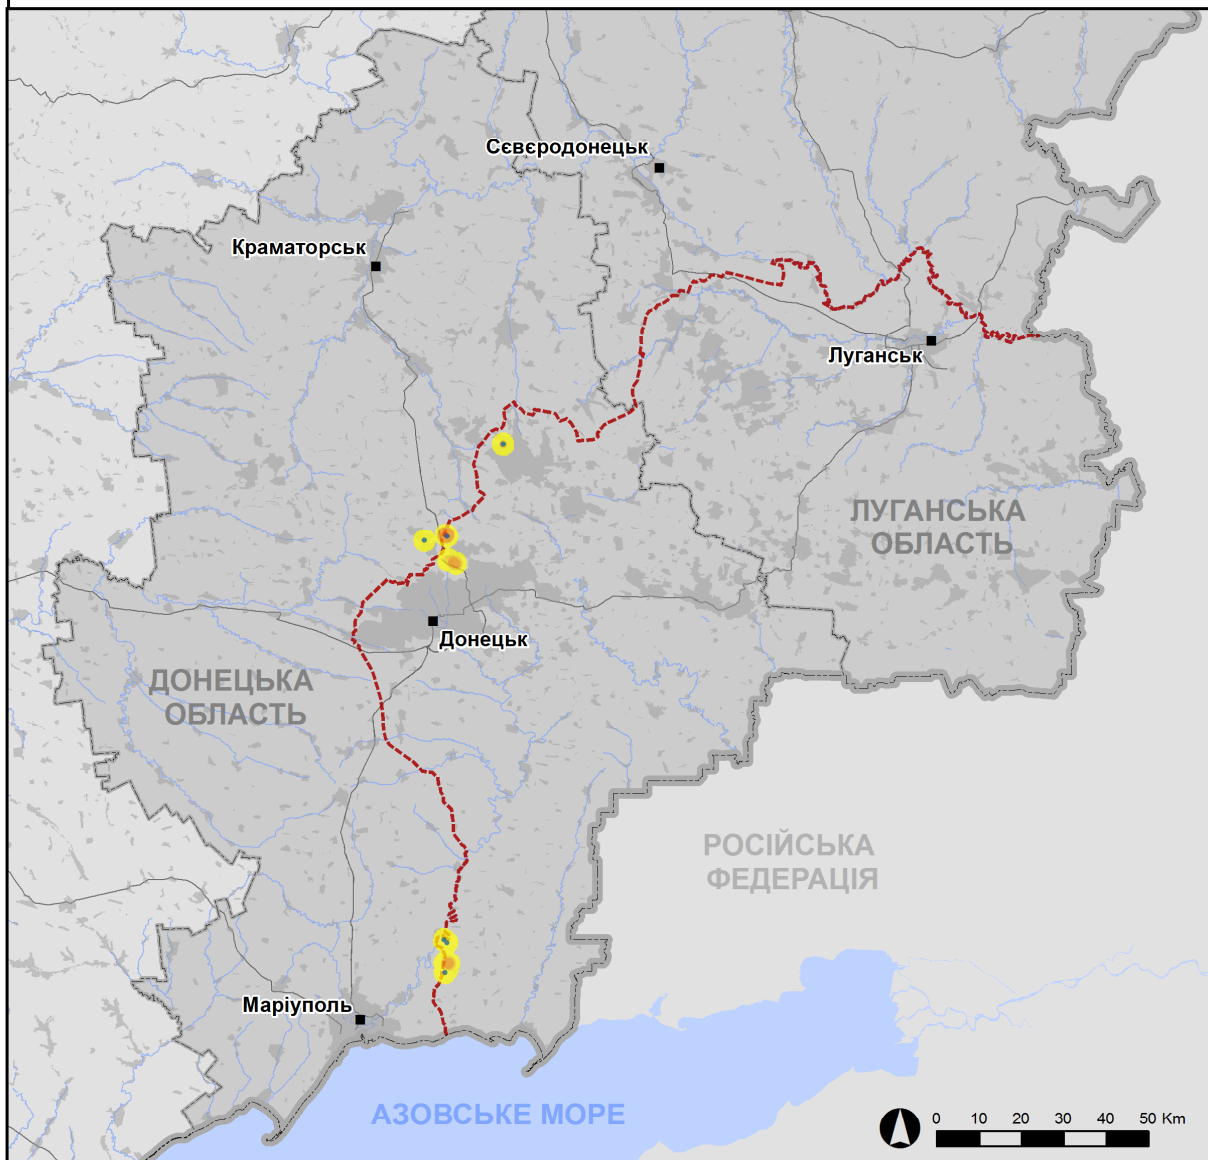 Сєвєродонецьк
Краматорськ
Луганськ
ЛУГАНСЬКА
ОБЛАСТЬ
Донецьк
ДОНЕЦЬКА
ОБЛАСТЬ
РОСІЙСЬКА
ФЕДЕРАЦІЯ
Маріуполь
АЗОВСЬКЕ МОРЕ
0 10 20 30 40 50 Km